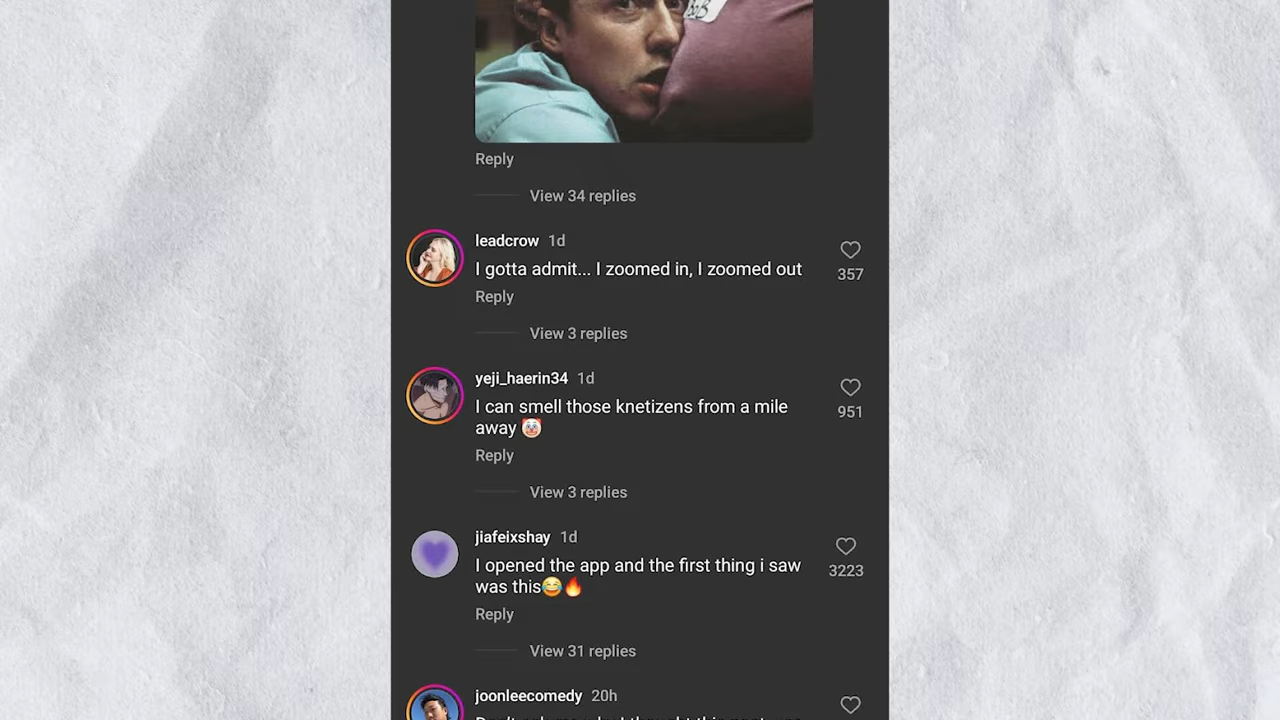 Reply
View 34 replies
leadcrow 1d
I gotta admit... I zoomed in, I zoomed out
357
Reply
View 3 replies
yeji_haerin34 1d
I can smell those knetizens from a mile
away 🤡
951
Reply
View 3 replies
jiafeixshay 1d
I opened the app and the first thing i saw
was this😂🔥
3223
Reply
View 31 replies
joonleecomedy 20h